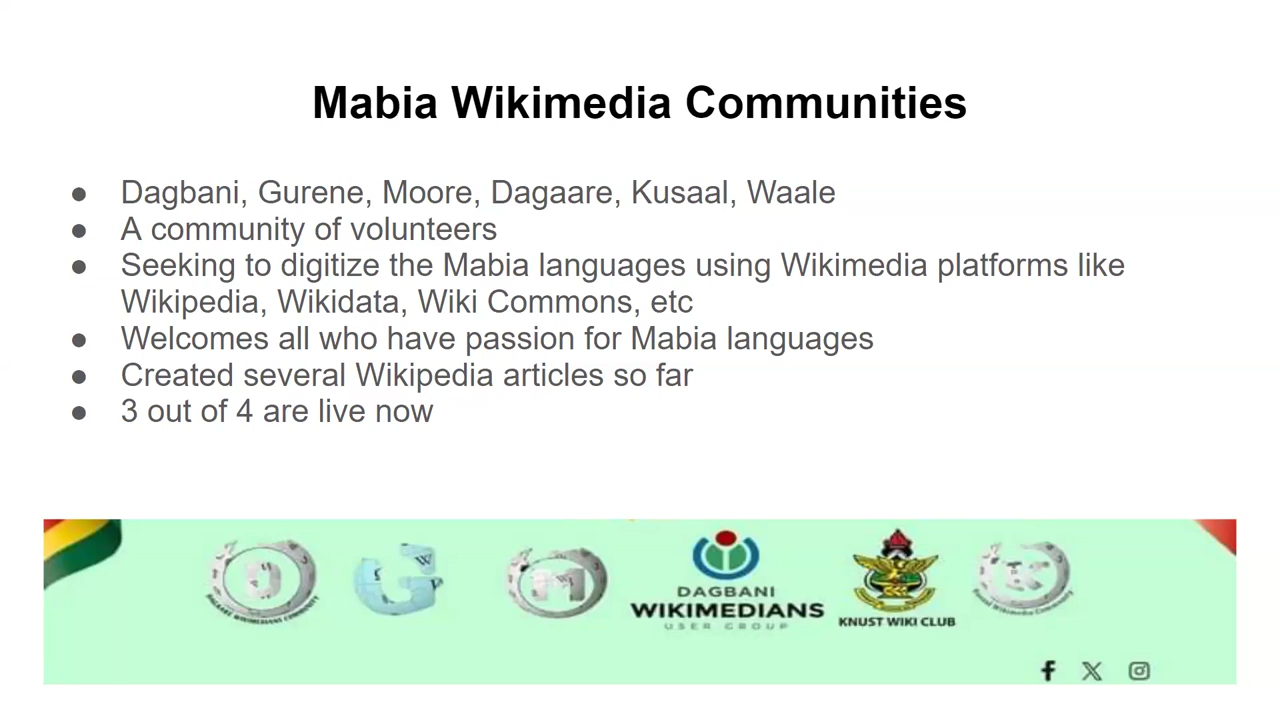 Mabia Wikimedia Communities
● Dagbani, Gurene, Moore, Dagaare, Kusaal, Waale
● A community of volunteers
● Seeking to digitize the Mabia languages using Wikimedia platforms like
Wikipedia, Wikidata, Wiki Commons, etc
● Welcomes all who have passion for Mabia languages
● Created several Wikipedia articles so far
● 3 out of 4 are live now
DAGBANI
WIKIMEDIANS
USER GROUP
KNUST WIKI CLUB